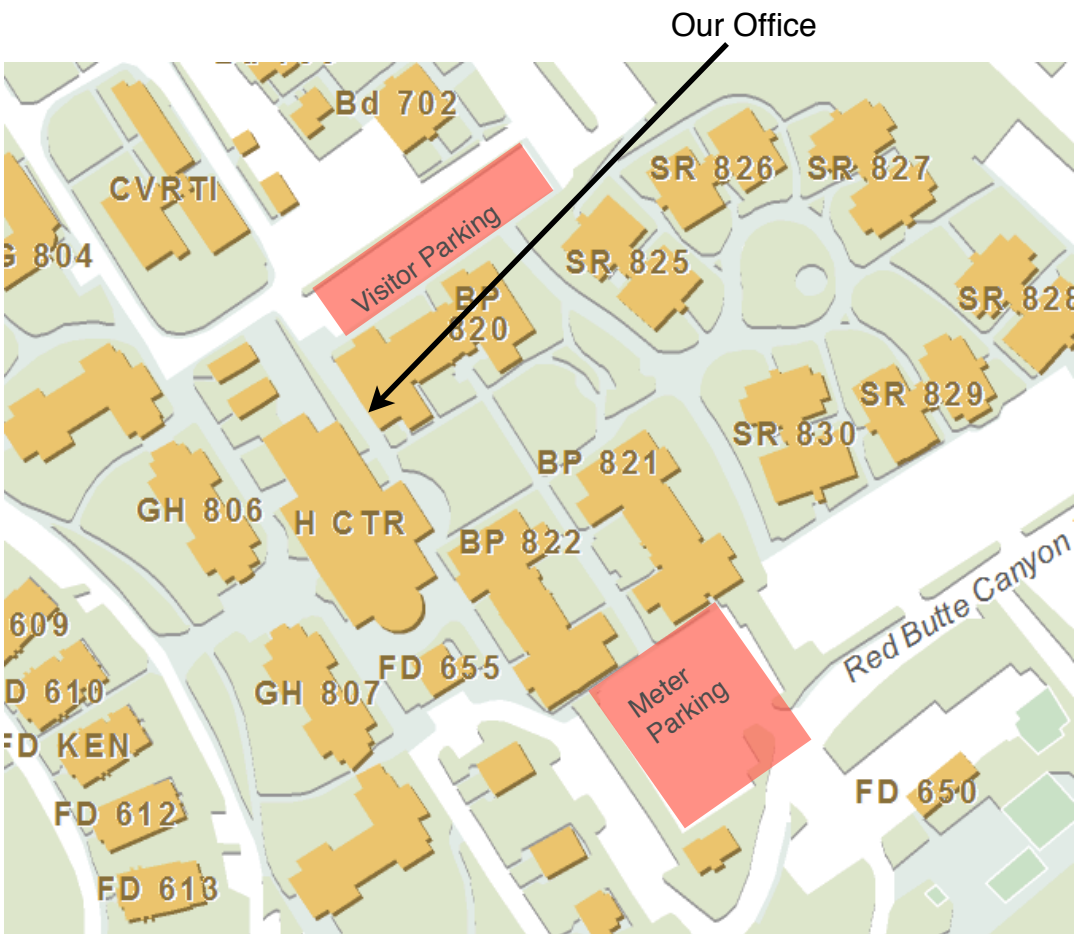 Our Office
Bd 702
CVRTI
SR 826
SR 827
G 804
Visitor Parking
SR 825
BP
820
SR 828
SR 829
SR 830
BP 821
GH 806
H CTR
BP 822
Red Butte Canyon
609
D 610
FD 655
GH 807
Meter
Parking
FD KEN
FD 612
FD 650
FD 613